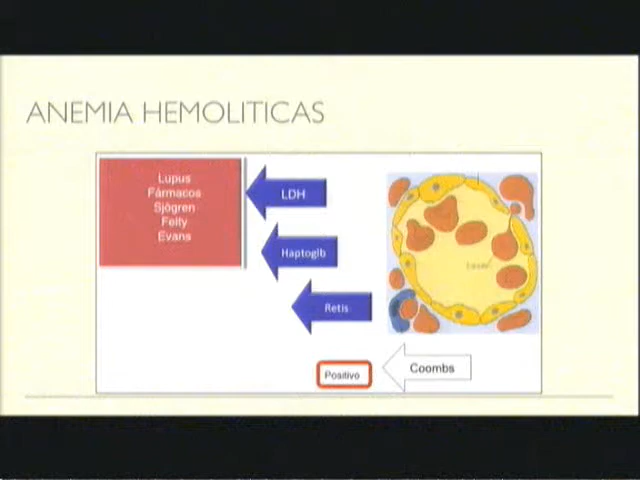 ANEMIA HEMOLITICAS
Lupus
Fármacos
Sjögren
Felty
Evans
LDH
Haptoglb
Retis
Positivo
Coombs